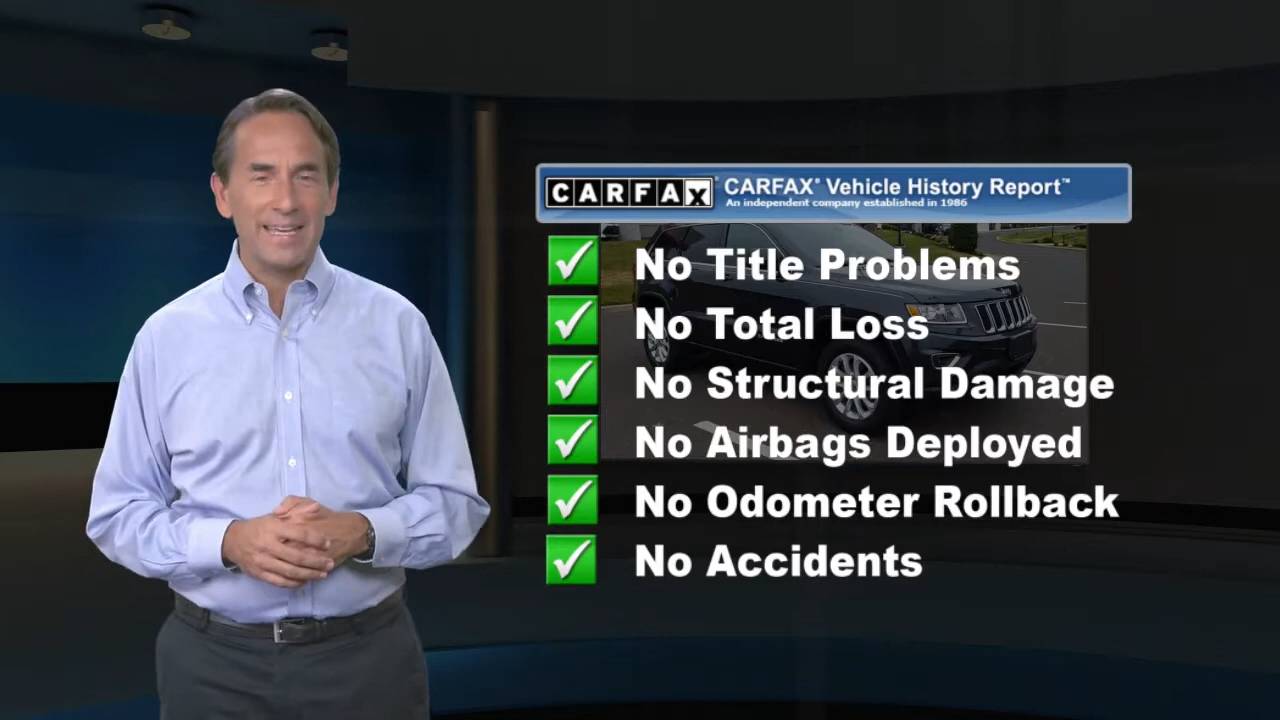 CARFAX® CARFAX® Vehicle History Report™
An independent company established in 1986
No Title Problems
No Total Loss
No Structural Damage
No Airbags Deployed
No Odometer Rollback
No Accidents